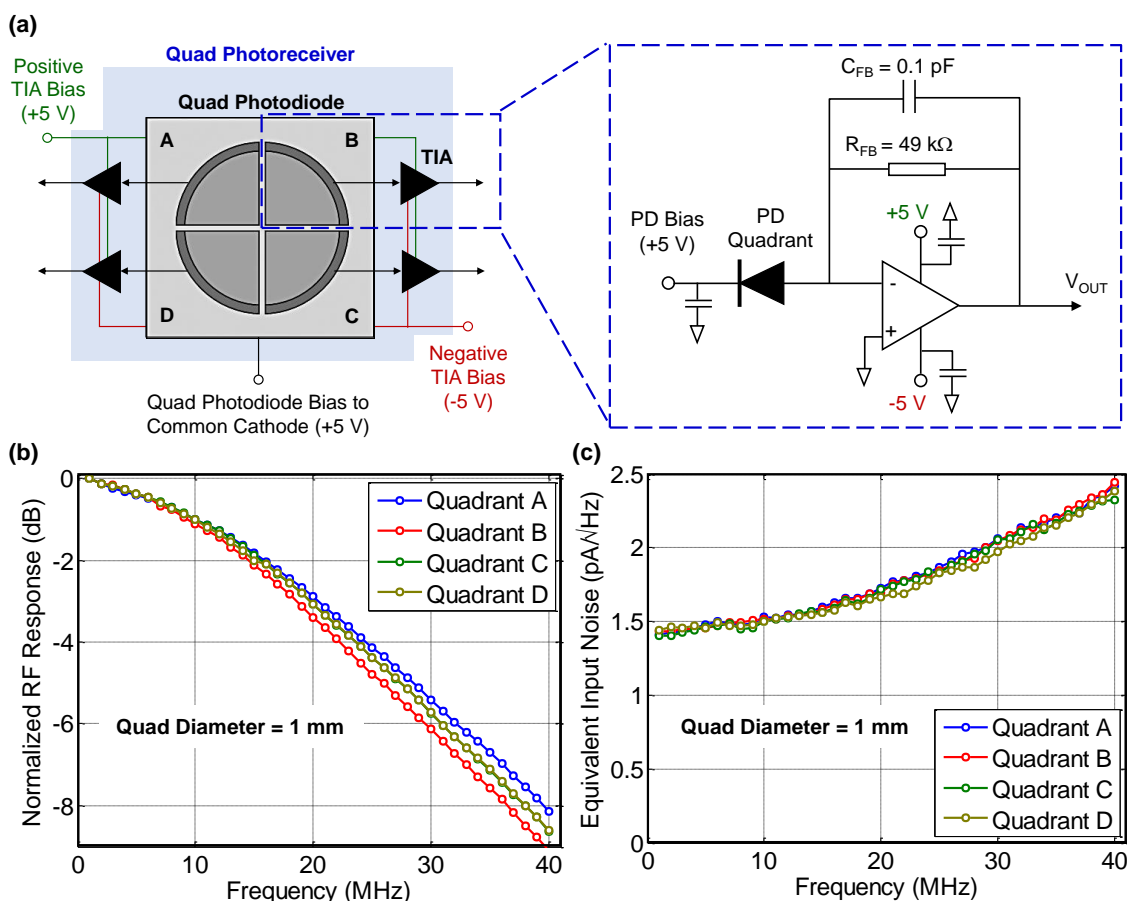 (a)
Quad Photoreceiver
Positive
TIA Bias
(+5 V)
Quad Photodiode
A
B
TIA
D
C
Negative
TIA Bias
(-5 V)
Quad Photodiode Bias to
Common Cathode (+5 V)
C_FB = 0.1 pF
R_FB = 49 kΩ
+5 V
PD Bias
(+5 V)
PD
Quadrant
-
+
V_OUT
-5 V
(b)
Normalized RF Response (dB)
0
-2
-4
-6
-8
Quadrant A
Quadrant B
Quadrant C
Quadrant D
Quad Diameter = 1 mm
0 10 20 30 40
Frequency (MHz)
(c)
Equivalent Input Noise (pA/√Hz)
2.5
2
1.5
1
0.5
0
Quad Diameter = 1 mm
Quadrant A
Quadrant B
Quadrant C
Quadrant D
0 10 20 30 40
Frequency (MHz)